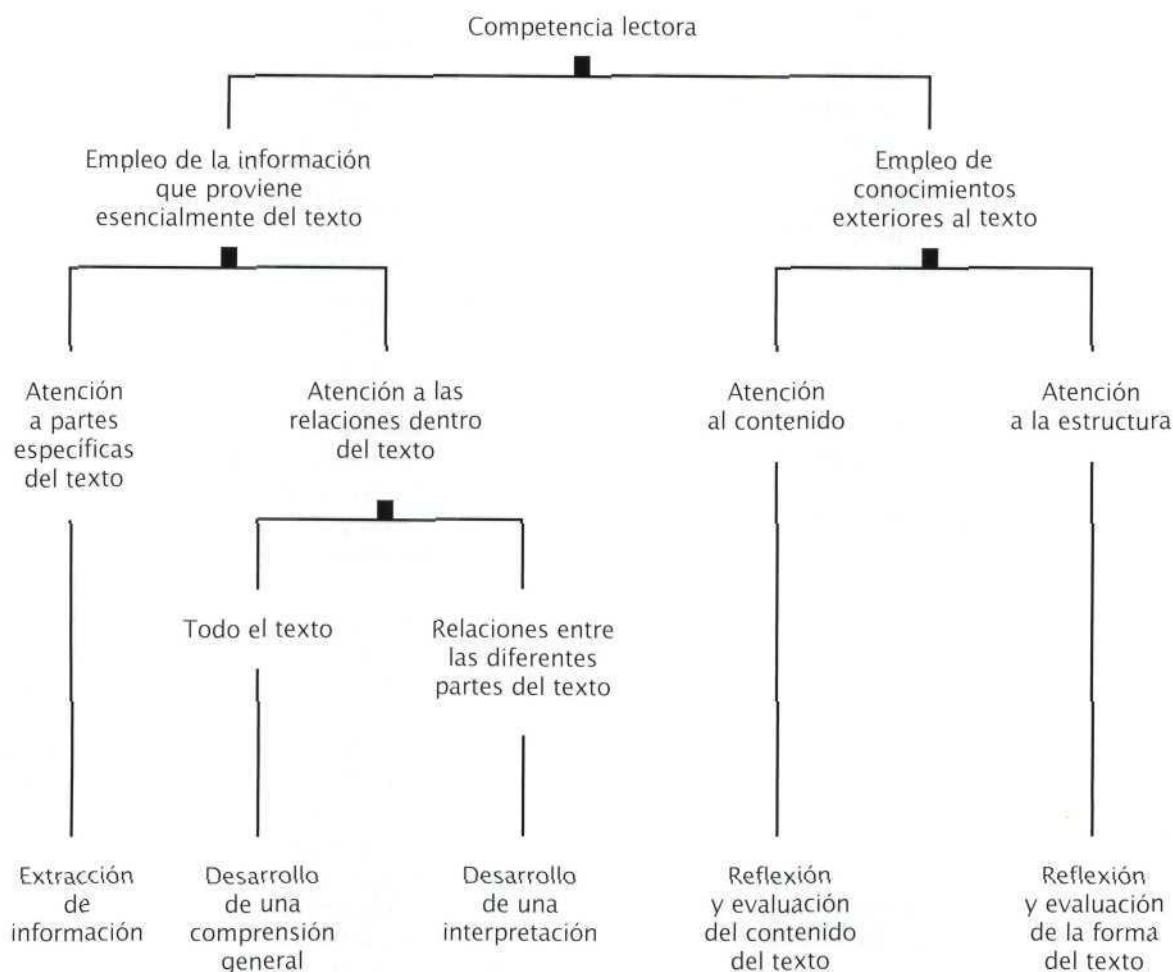 Competencia lectora
Empleo de la información
que proviene
esencialmente del texto
Empleo de
conocimientos
exteriores al texto
Atención
a partes
específicas
del texto
Atención a las
relaciones dentro
del texto
Atención
al contenido
Atención
a la estructura
Todo el texto
Relaciones entre
las diferentes
partes del texto
Extracción
de
información
Desarrollo
de una
comprensión
general
Desarrollo
de una
interpretación
Reflexión
y evaluación
del contenido
del texto
Reflexión
y evaluación
de la forma
del texto